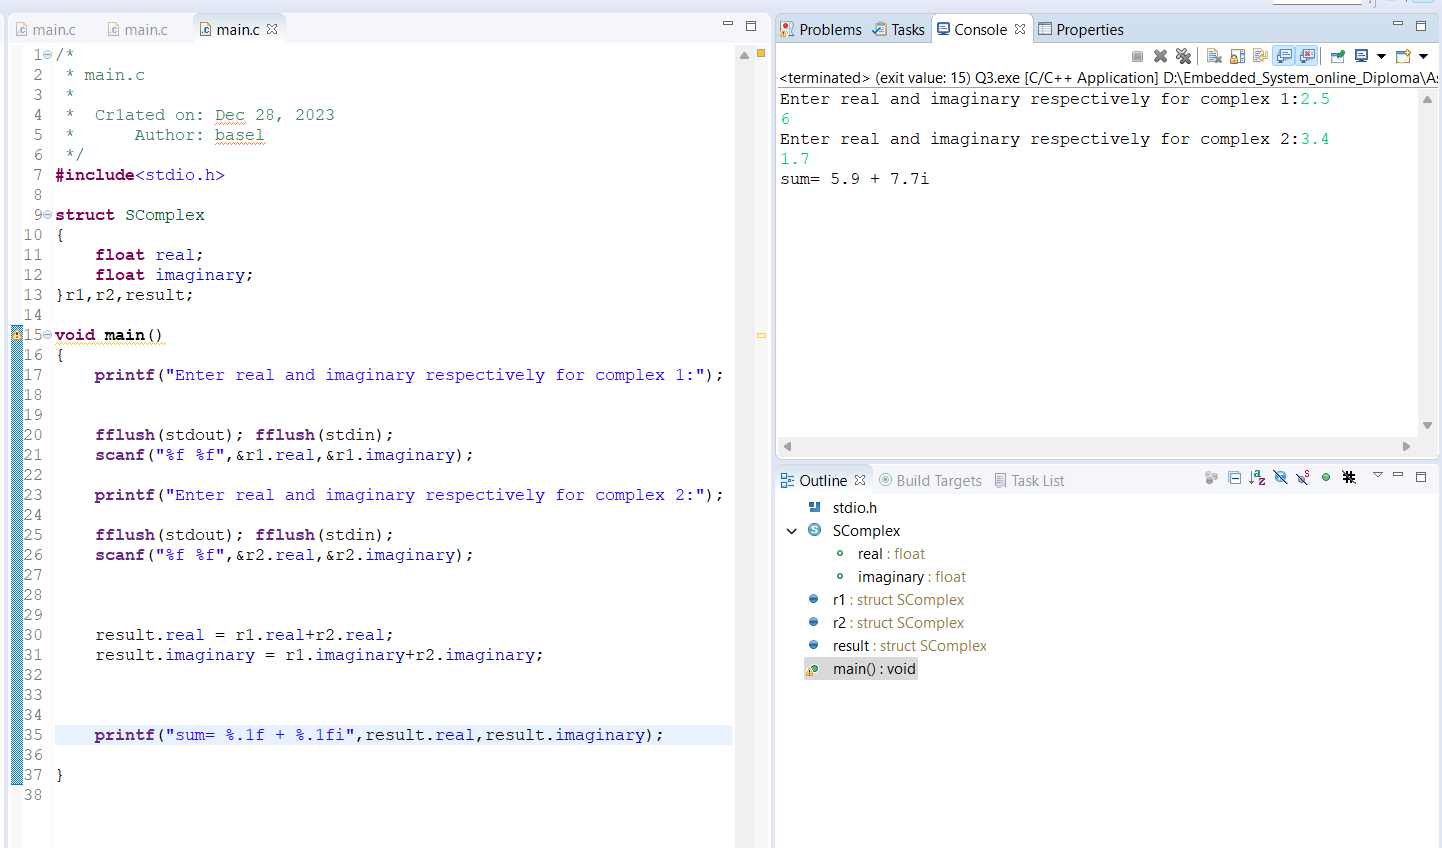 main.c
main.c
main.c
1 /*
2  * main.c
3  *
4  *  Cr1ated on: Dec 28, 2023
5  *      Author: basel
6  */
7 #include<stdio.h>
8
9 struct SComplex
10 {
11     float real;
12     float imaginary;
13 }r1,r2,result;
14
15 void main()
16 {
17     printf("Enter real and imaginary respectively for complex 1:");
18
19
20     fflush(stdout); fflush(stdin);
21     scanf("%f %f",&r1.real,&r1.imaginary);
22
23     printf("Enter real and imaginary respectively for complex 2:");
24
25     fflush(stdout); fflush(stdin);
26     scanf("%f %f",&r2.real,&r2.imaginary);
27
28
29
30     result.real = r1.real+r2.real;
31     result.imaginary = r1.imaginary+r2.imaginary;
32
33
34
35     printf("sum= %.1f + %.1fi",result.real,result.imaginary);
36
37 }
38
Problems Tasks Console Properties
<terminated> (exit value: 15) Q3.exe [C/C++ Application] D:\Embedded_System_online_Diploma\As
Enter real and imaginary respectively for complex 1:2.5
6
Enter real and imaginary respectively for complex 2:3.4
1.7
sum= 5.9 + 7.7i
Outline Build Targets Task List
stdio.h
SComplex
real : float
imaginary : float
r1 : struct SComplex
r2 : struct SComplex
result : struct SComplex
main() : void